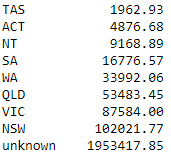 TAS 1962.93
ACT 4876.68
NT 9168.89
SA 16776.57
WA 33992.06
QLD 53483.45
VIC 87584.00
NSW 102021.77
unknown 1953417.85